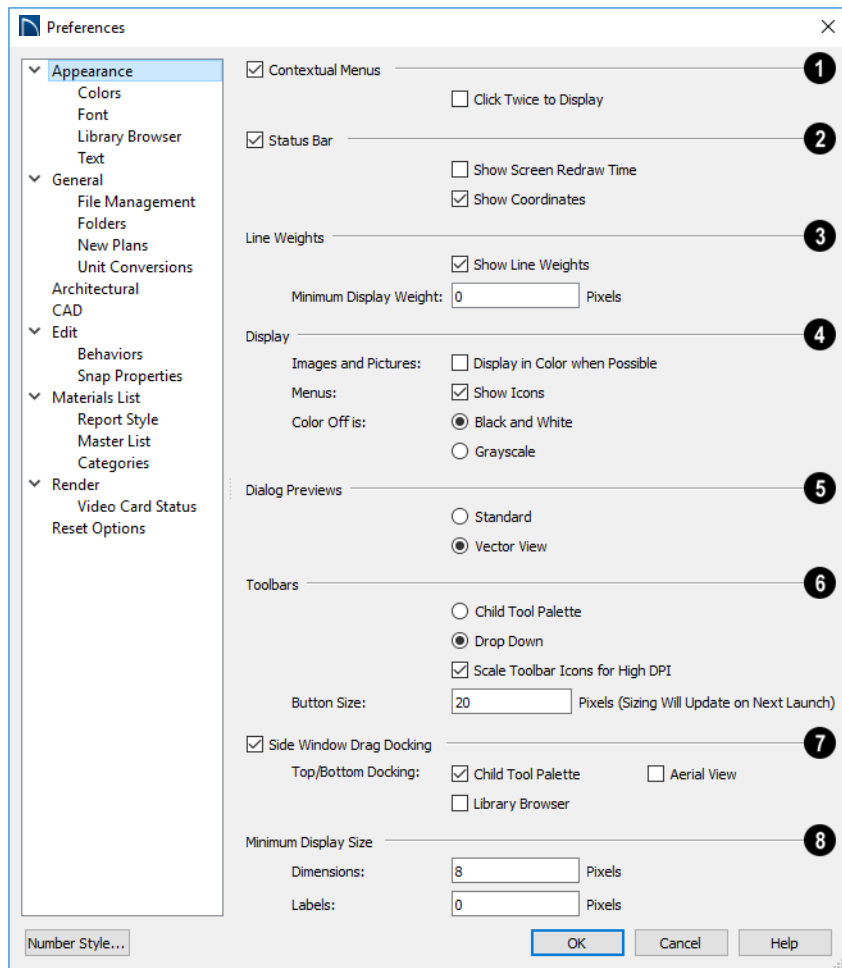 Preferences
Appearance
Colors
Font
Library Browser
Text
General
File Management
Folders
New Plans
Unit Conversions
Architectural
CAD
Edit
Behaviors
Snap Properties
Materials List
Report Style
Master List
Categories
Render
Video Card Status
Reset Options
Contextual Menus 1
Click Twice to Display
Status Bar 2
Show Screen Redraw Time
Show Coordinates
Line Weights 3
Show Line Weights
Minimum Display Weight: 0 Pixels
Display 4
Images and Pictures: Display in Color when Possible
Menus: Show Icons
Color Off is: Black and White
Grayscale
Dialog Previews 5
Standard
Vector View
Toolbars 6
Child Tool Palette
Drop Down
Scale Toolbar Icons for High DPI
Button Size: 20 Pixels (Sizing Will Update on Next Launch)
Side Window Drag Docking 7
Top/Bottom Docking: Child Tool Palette Aerial View
Library Browser
Minimum Display Size 8
Dimensions: 8 Pixels
Labels: 0 Pixels
Number Style... OK Cancel Help